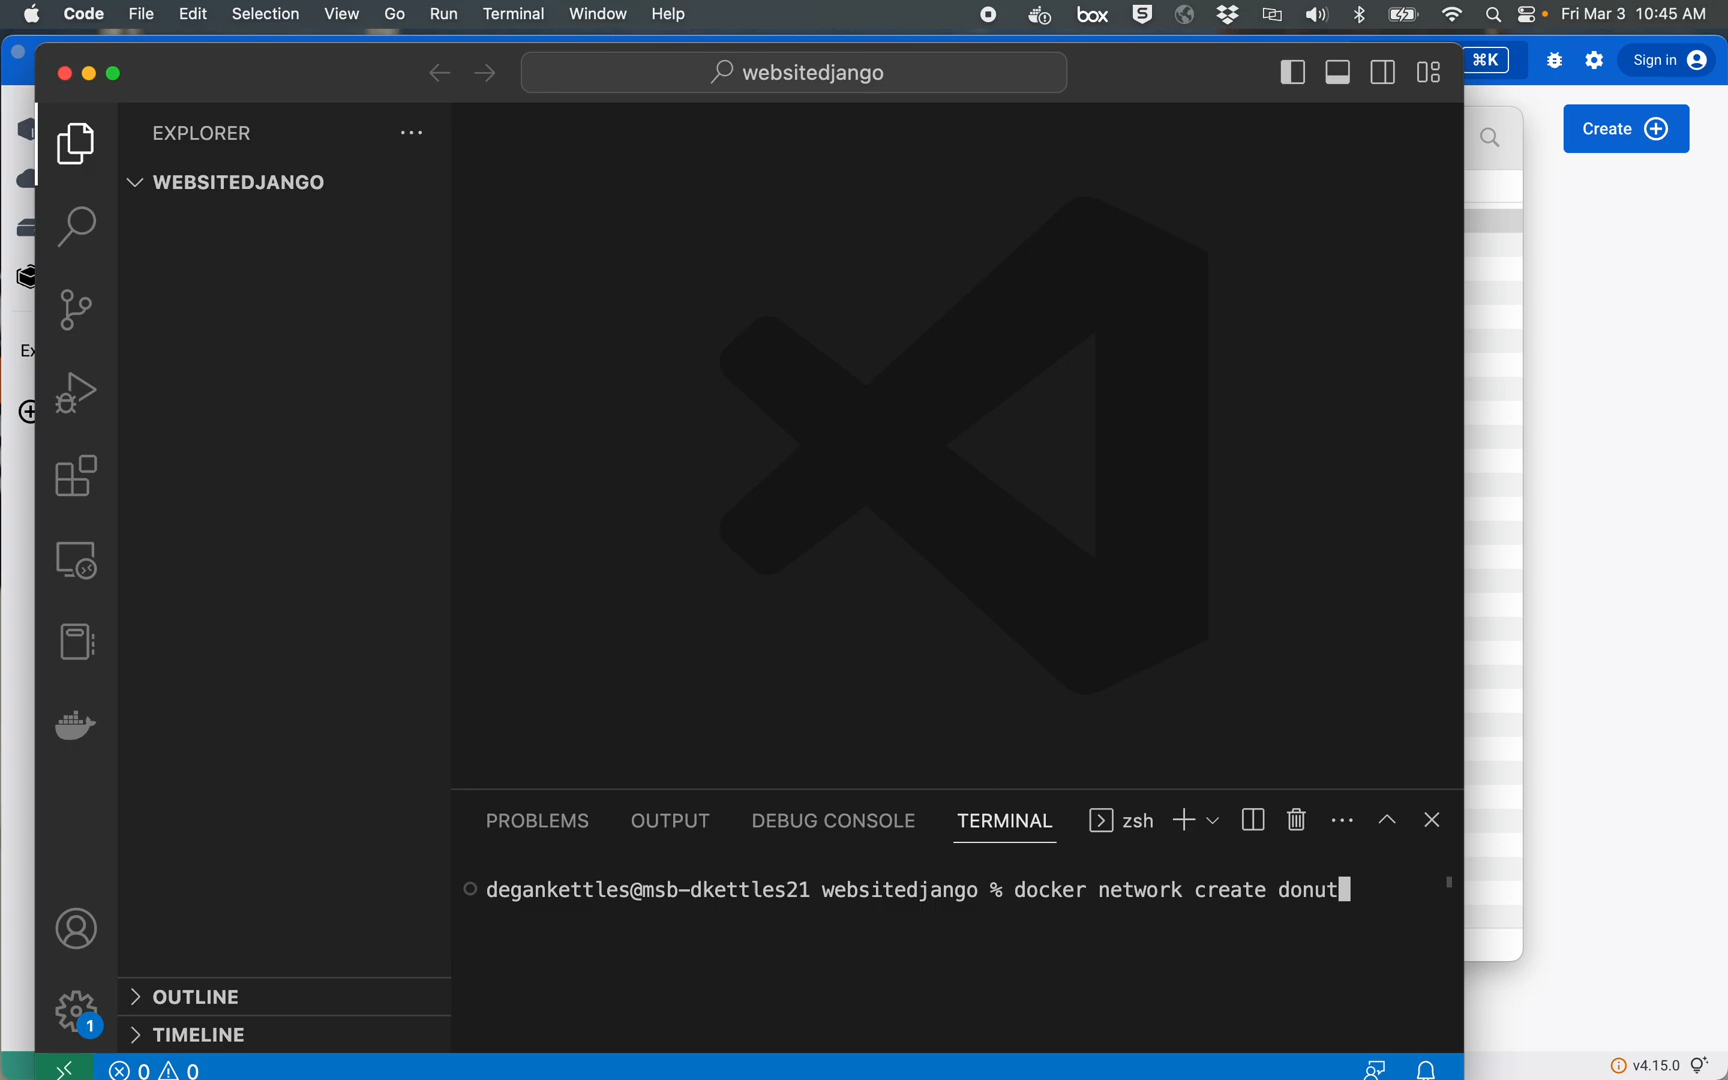 Code File Edit Selection View Go Run Terminal Window Help box Fri Mar 3 10:45 AM
websitedjango
⌘K
Sign in
EXPLORER
Create
WEBSITEDJANGO
Ex
PROBLEMS OUTPUT DEBUG CONSOLE TERMINAL zsh
degankettles@msb-dkettles21 websitedjango % docker network create donut
OUTLINE
1
TIMELINE
0 0
v4.15.0